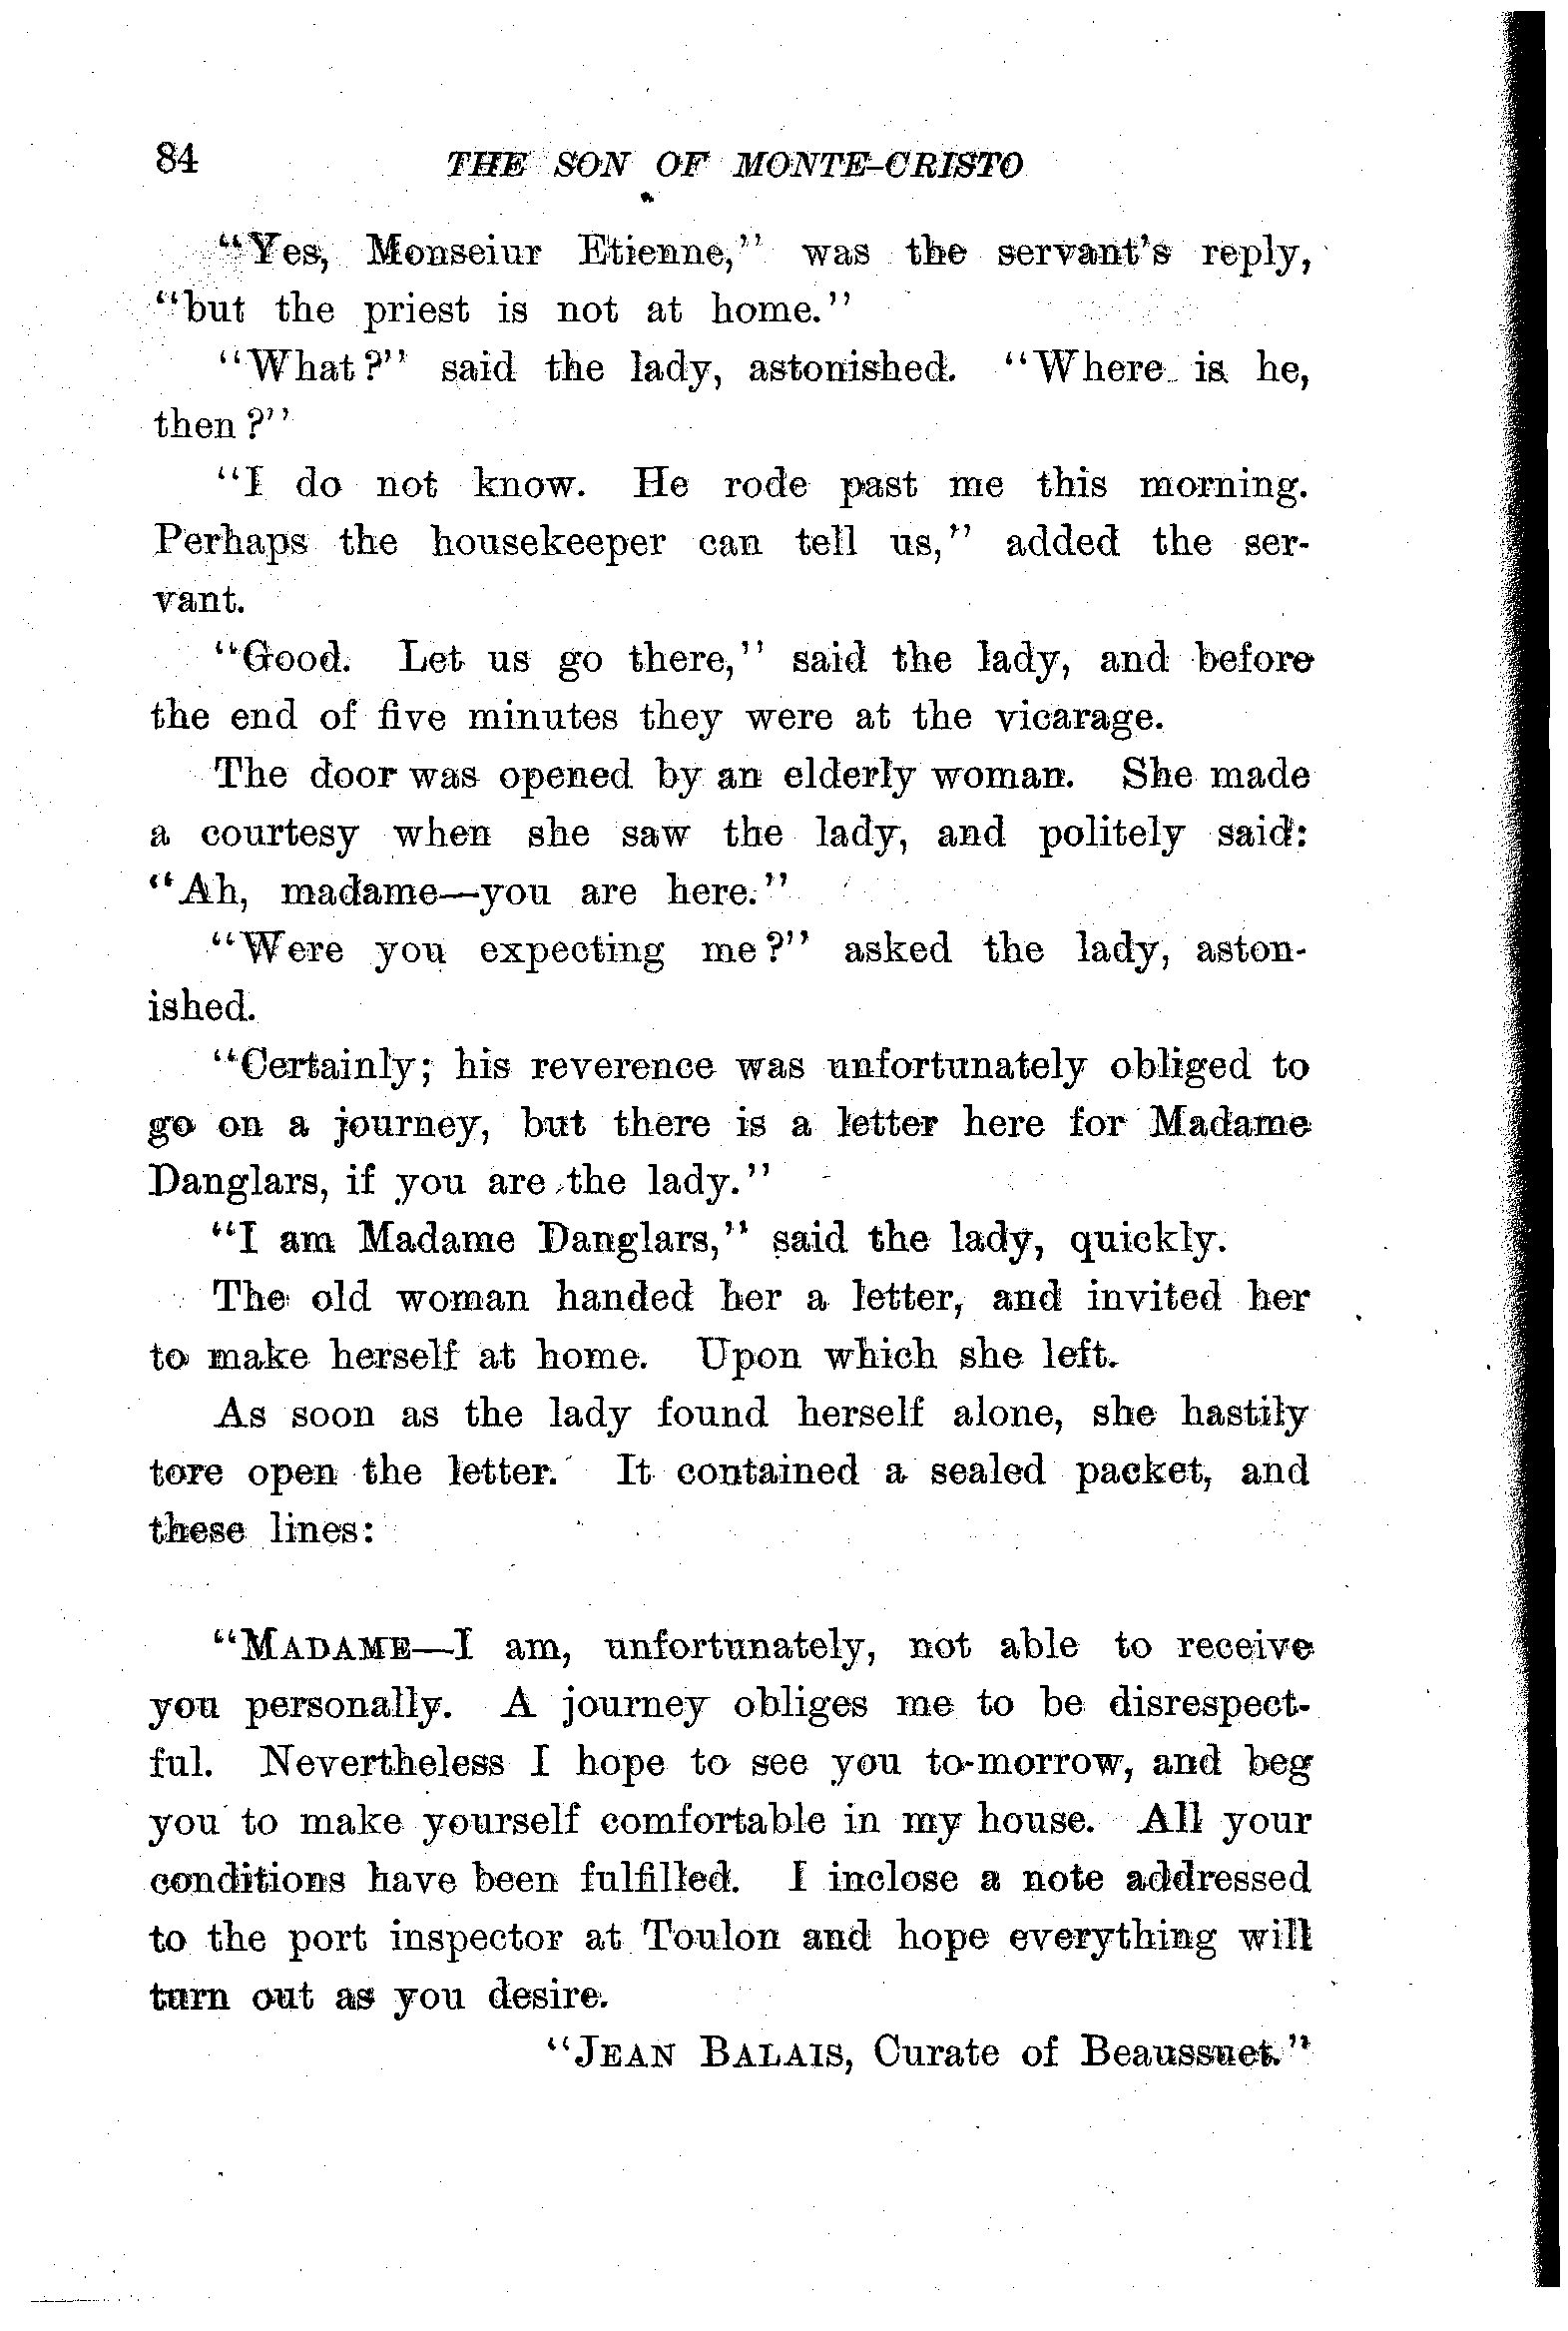 84 THE SON OF MONTE-CRISTO
"Yes, Monseiur Etienne," was the servant's reply,
"but the priest is not at home."
"What?" said the lady, astonished. "Where is he,
then?"
"I do not know. He rode past me this morning.
Perhaps the housekeeper can tell us," added the ser-
vant.
"Good. Let us go there," said the lady, and before
the end of five minutes they were at the vicarage.
The door was opened by an elderly woman. She made
a courtesy when she saw the lady, and politely said:
"Ah, madame—you are here."
"Were you expecting me?" asked the lady, aston-
ished.
"Certainly; his reverence was unfortunately obliged to
go on a journey, but there is a letter here for Madame
Danglars, if you are the lady."
"I am Madame Danglars," said the lady, quickly.
The old woman handed her a letter, and invited her
to make herself at home. Upon which she left.
As soon as the lady found herself alone, she hastily
tore open the letter. It contained a sealed packet, and
these lines:
"MADAME—I am, unfortunately, not able to receive
you personally. A journey obliges me to be disrespect-
ful. Nevertheless I hope to see you to-morrow, and beg
you to make yourself comfortable in my house. All your
conditions have been fulfilled. I inclose a note addressed
to the port inspector at Toulon and hope everything will
turn out as you desire.
"JEAN BALAIS, Curate of Beaussuet."